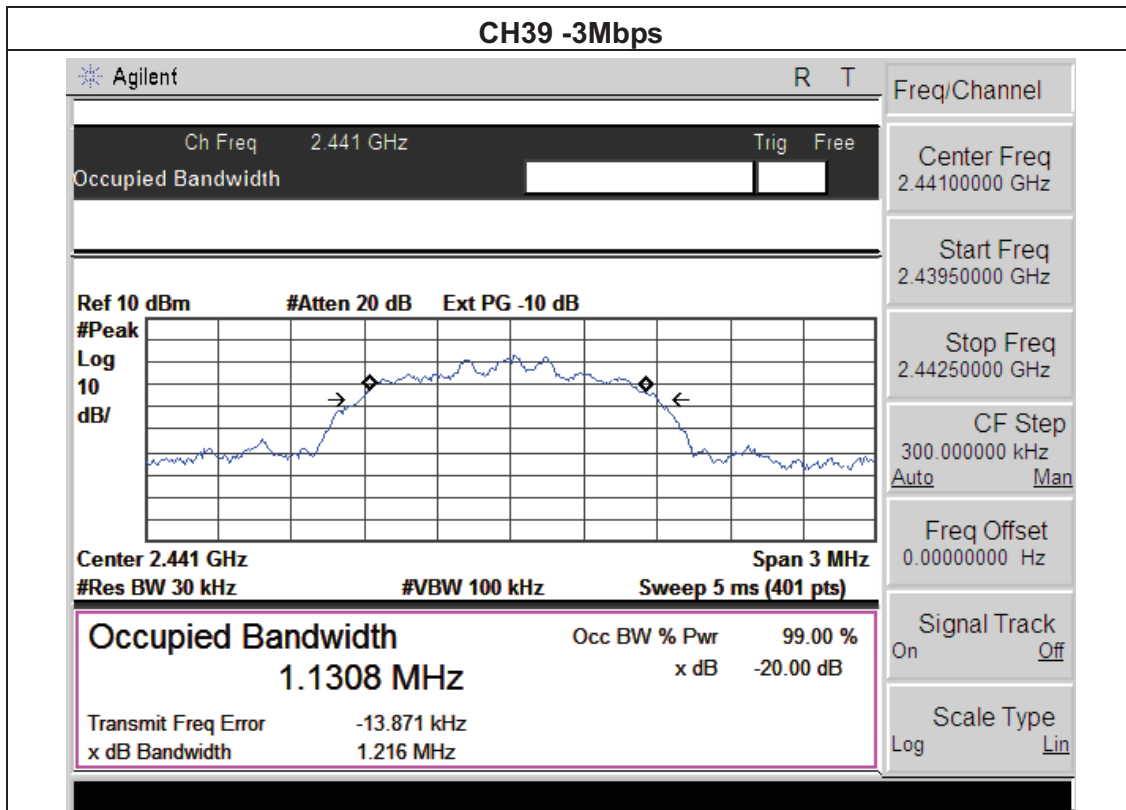 CH39 -3Mbps
Agilent R T
Ch Freq 2.441 GHz Trig Free
Occupied Bandwidth
Ref 10 dBm #Atten 20 dB Ext PG -10 dB
#Peak
Log
10
dB/
Center 2.441 GHz Span 3 MHz
#Res BW 30 kHz #VBW 100 kHz Sweep 5 ms (401 pts)
Occupied Bandwidth Occ BW % Pwr 99.00 %
1.1308 MHz x dB -20.00 dB
Transmit Freq Error -13.871 kHz
x dB Bandwidth 1.216 MHz
Freq/Channel
Center Freq
2.44100000 GHz
Start Freq
2.43950000 GHz
Stop Freq
2.44250000 GHz
CF Step
300.000000 kHz
Auto Man
Freq Offset
0.00000000 Hz
Signal Track
On Off
Scale Type
Log Lin